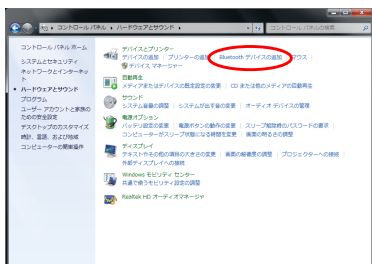 コントロール パネル ▸ ハードウェアとサウンド ▸
コントロール パネルの検索
コントロール パネル ホーム
システムとセキュリティ
ネットワークとインターネット
ハードウェアとサウンド
プログラム
ユーザー アカウントと家族のための安全設定
デスクトップのカスタマイズ
時計、言語、および地域
コンピューターの簡単操作
デバイスとプリンター
デバイスの追加 | プリンターの追加 | Bluetooth デバイスの追加 | マウス
デバイス マネージャー
自動再生
メディアまたはデバイスの既定設定の変更 | CD または他のメディアの自動再生
サウンド
システム音量の調整 | システムが出す音の変更 | オーディオ デバイスの管理
電源オプション
バッテリ設定の変更 | 電源ボタンの動作の変更 | スリープ解除時のパスワードの要求
コンピューターがスリープ状態になる時間を変更 | 画面の明るさの調整
ディスプレイ
テキストやその他の項目の大きさの変更 | 画面の解像度の調整 | プロジェクターへの接続
外部ディスプレイへの接続
Windows モビリティ センター
共通で使うモビリティ設定の調整
Realtek HD オーディオマネージャ